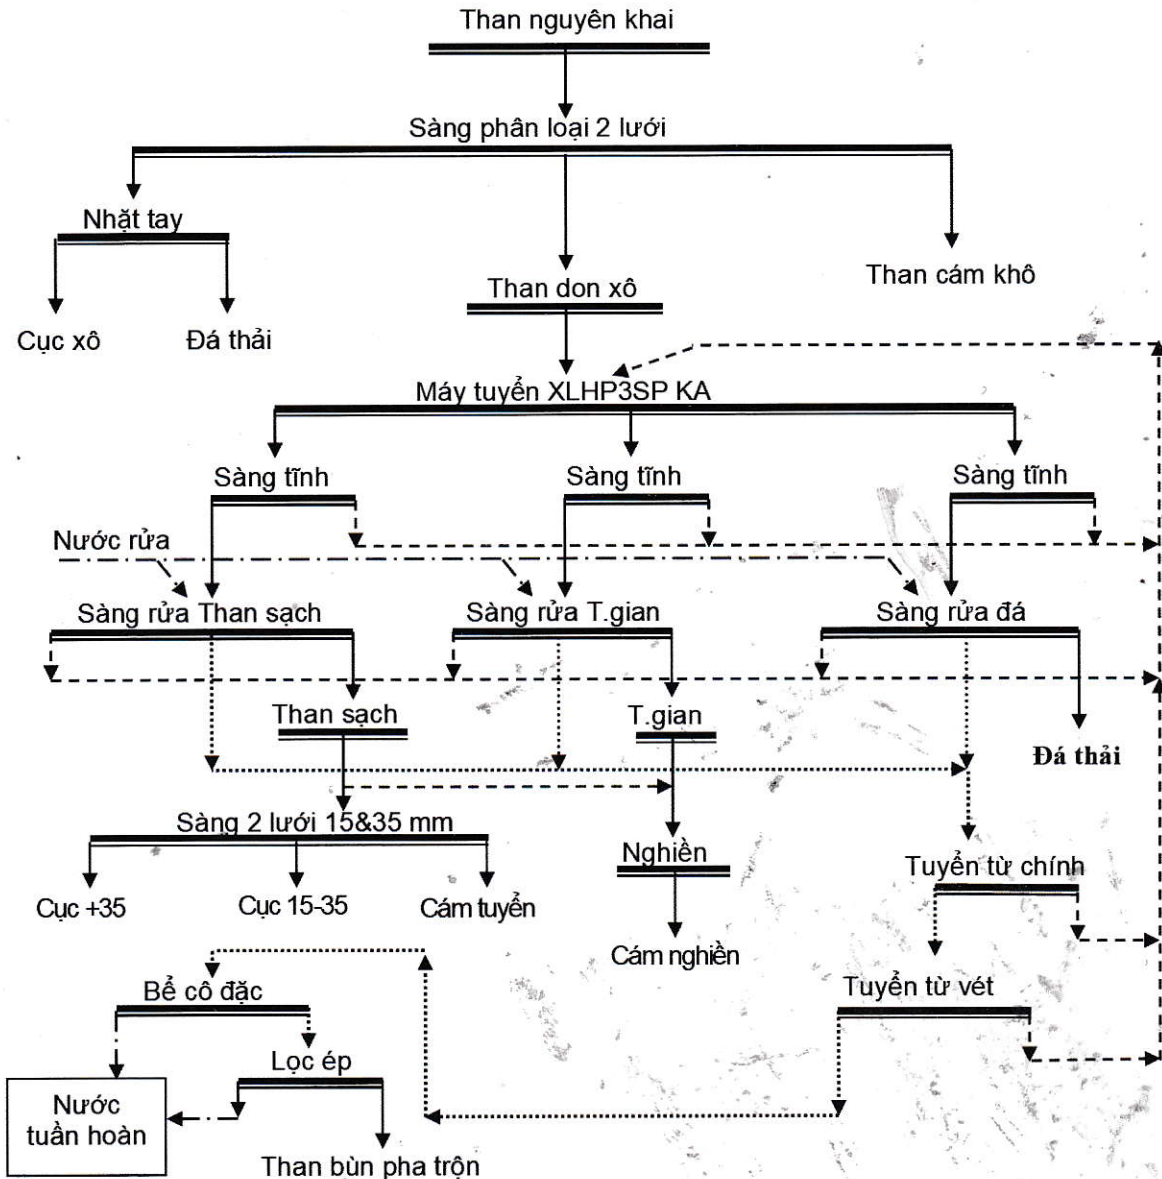 Than nguyên khai
Sàng phân loại 2 lưới
Nhặt tay
Than cám khô
Than don xô
Cục xô
Đá thải
Máy tuyển XLHP3SP KA
Sàng tĩnh
Sàng tĩnh
Sàng tĩnh
Nước rửa
Sàng rửa Than sạch
Sàng rửa T.gian
Sàng rửa đá
Than sạch
T.gian
Đá thải
Sàng 2 lưới 15&35 mm
Nghiền
Tuyển từ chính
Cục +35
Cục 15-35
Cám tuyển
Cám nghiền
Bể cô đặc
Tuyển từ vét
Lọc ép
Nước
tuần hoàn
Than bùn pha trộn